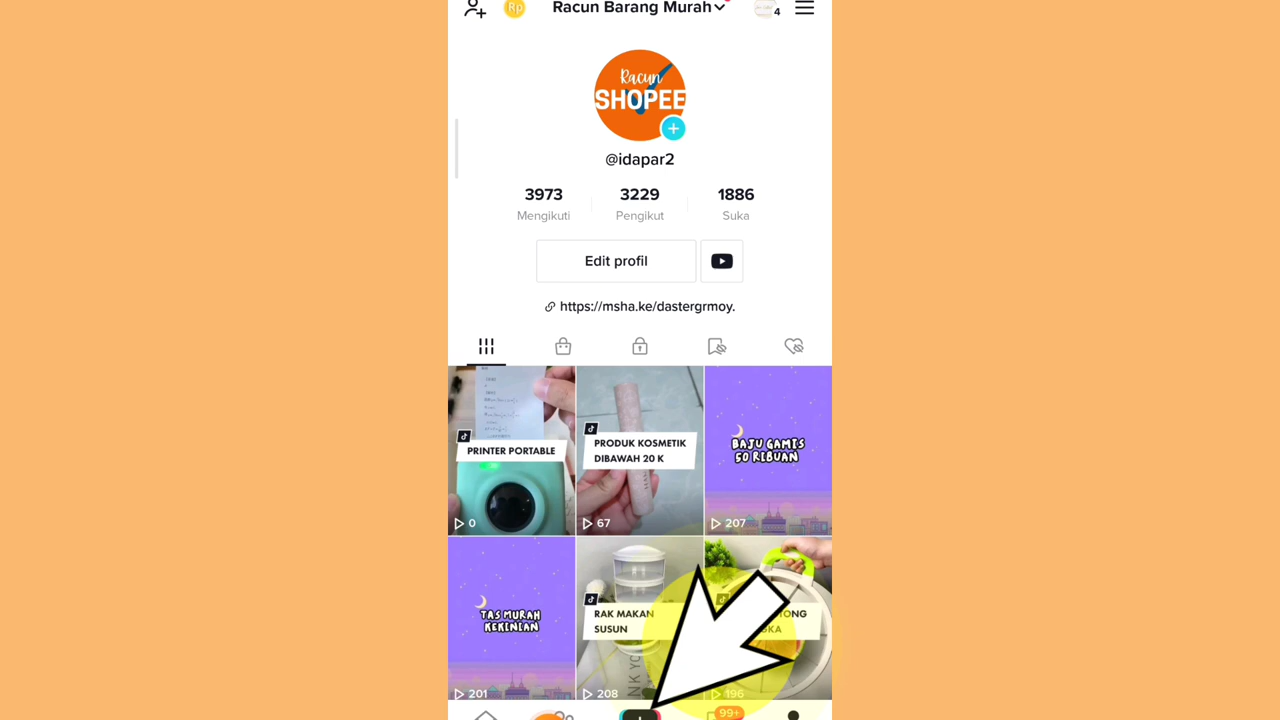 Rp
Racun Barang Murah
4
Racun
SHOPEE
@idapar2
3973
3229
1886
Mengikuti
Pengikut
Suka
Edit profil
https://msha.ke/dastergrmoy.
PRINTER PORTABLE
0
PRODUK KOSMETIK
DIBAWAH 20 K
67
BAJU GAMIS
50 RIBUAN
207
TAS MURAH
KEKINIAN
201
RAK MAKAN
SUSUN
208
196
99+